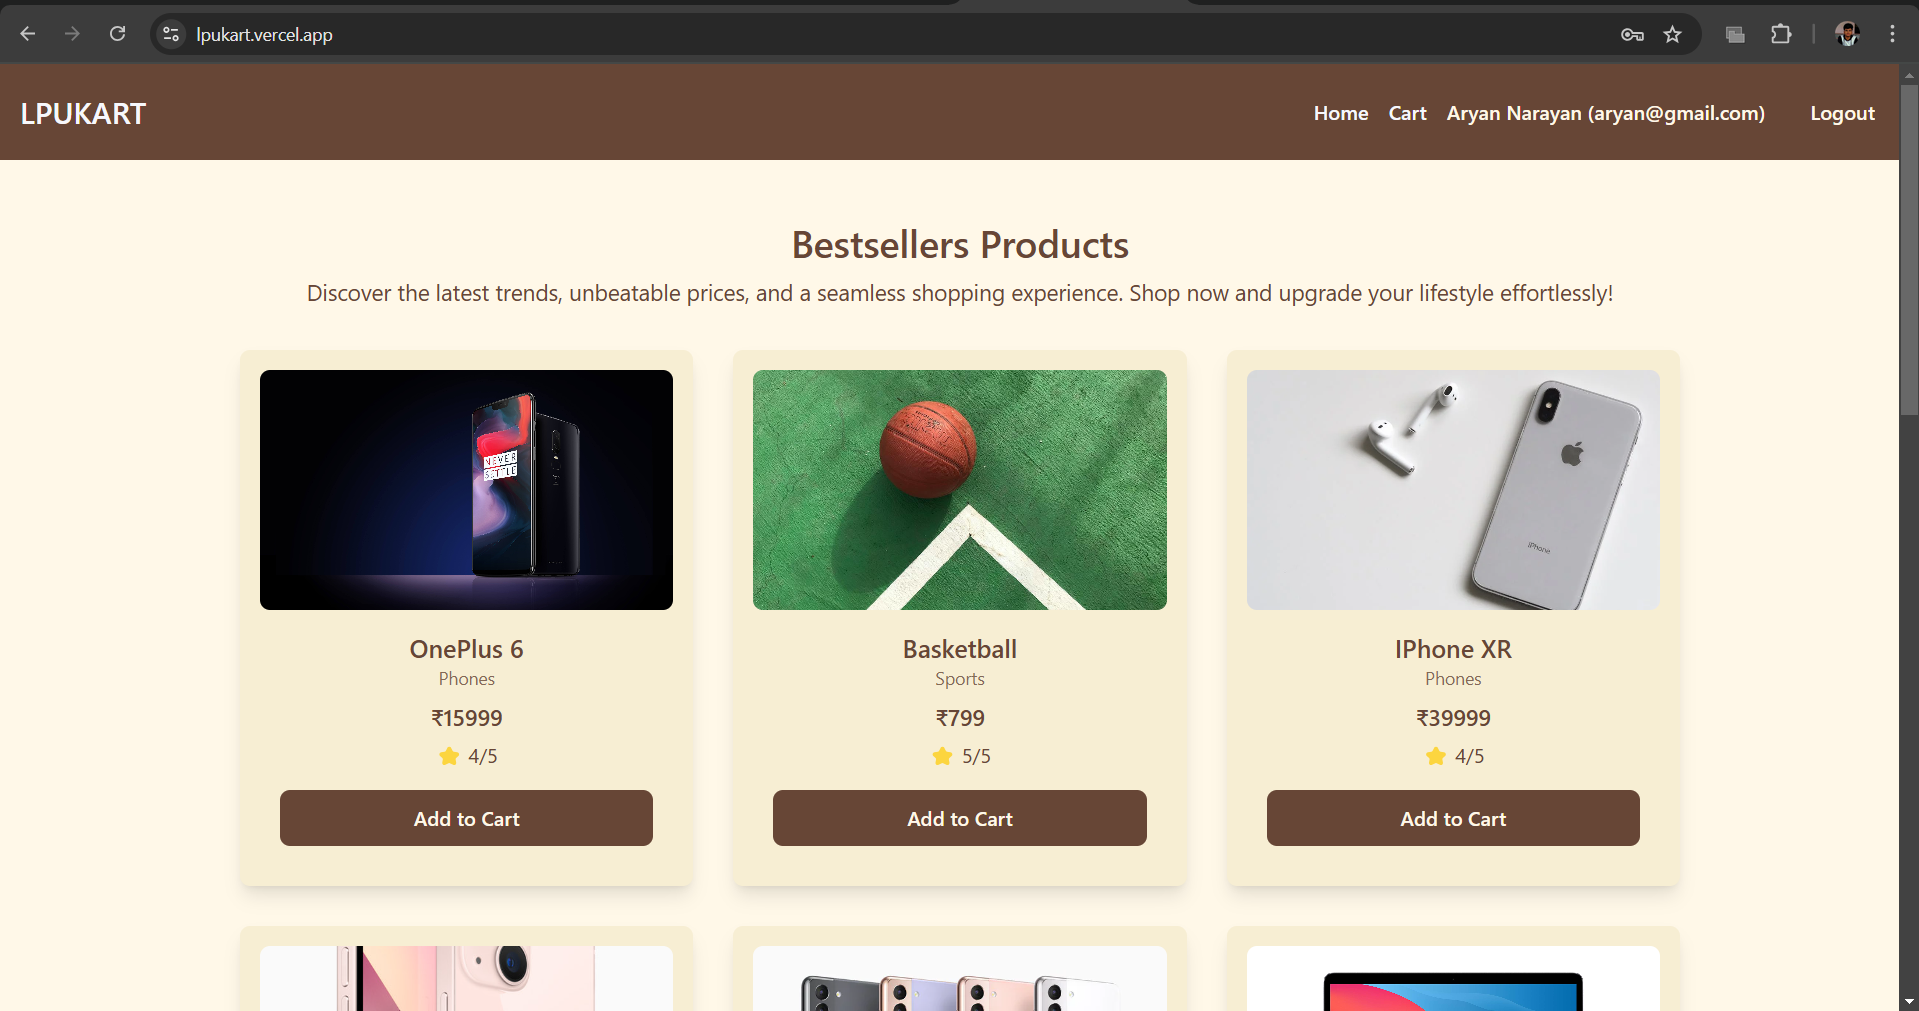 lpukart.vercel.app
LPUKART
Home Cart Aryan Narayan (aryan@gmail.com) Logout
Bestsellers Products
Discover the latest trends, unbeatable prices, and a seamless shopping experience. Shop now and upgrade your lifestyle effortlessly!
NEVER
SETTLE
iPhone
OnePlus 6
Phones
₹15999
4/5
Add to Cart
Basketball
Sports
₹799
5/5
Add to Cart
IPhone XR
Phones
₹39999
4/5
Add to Cart